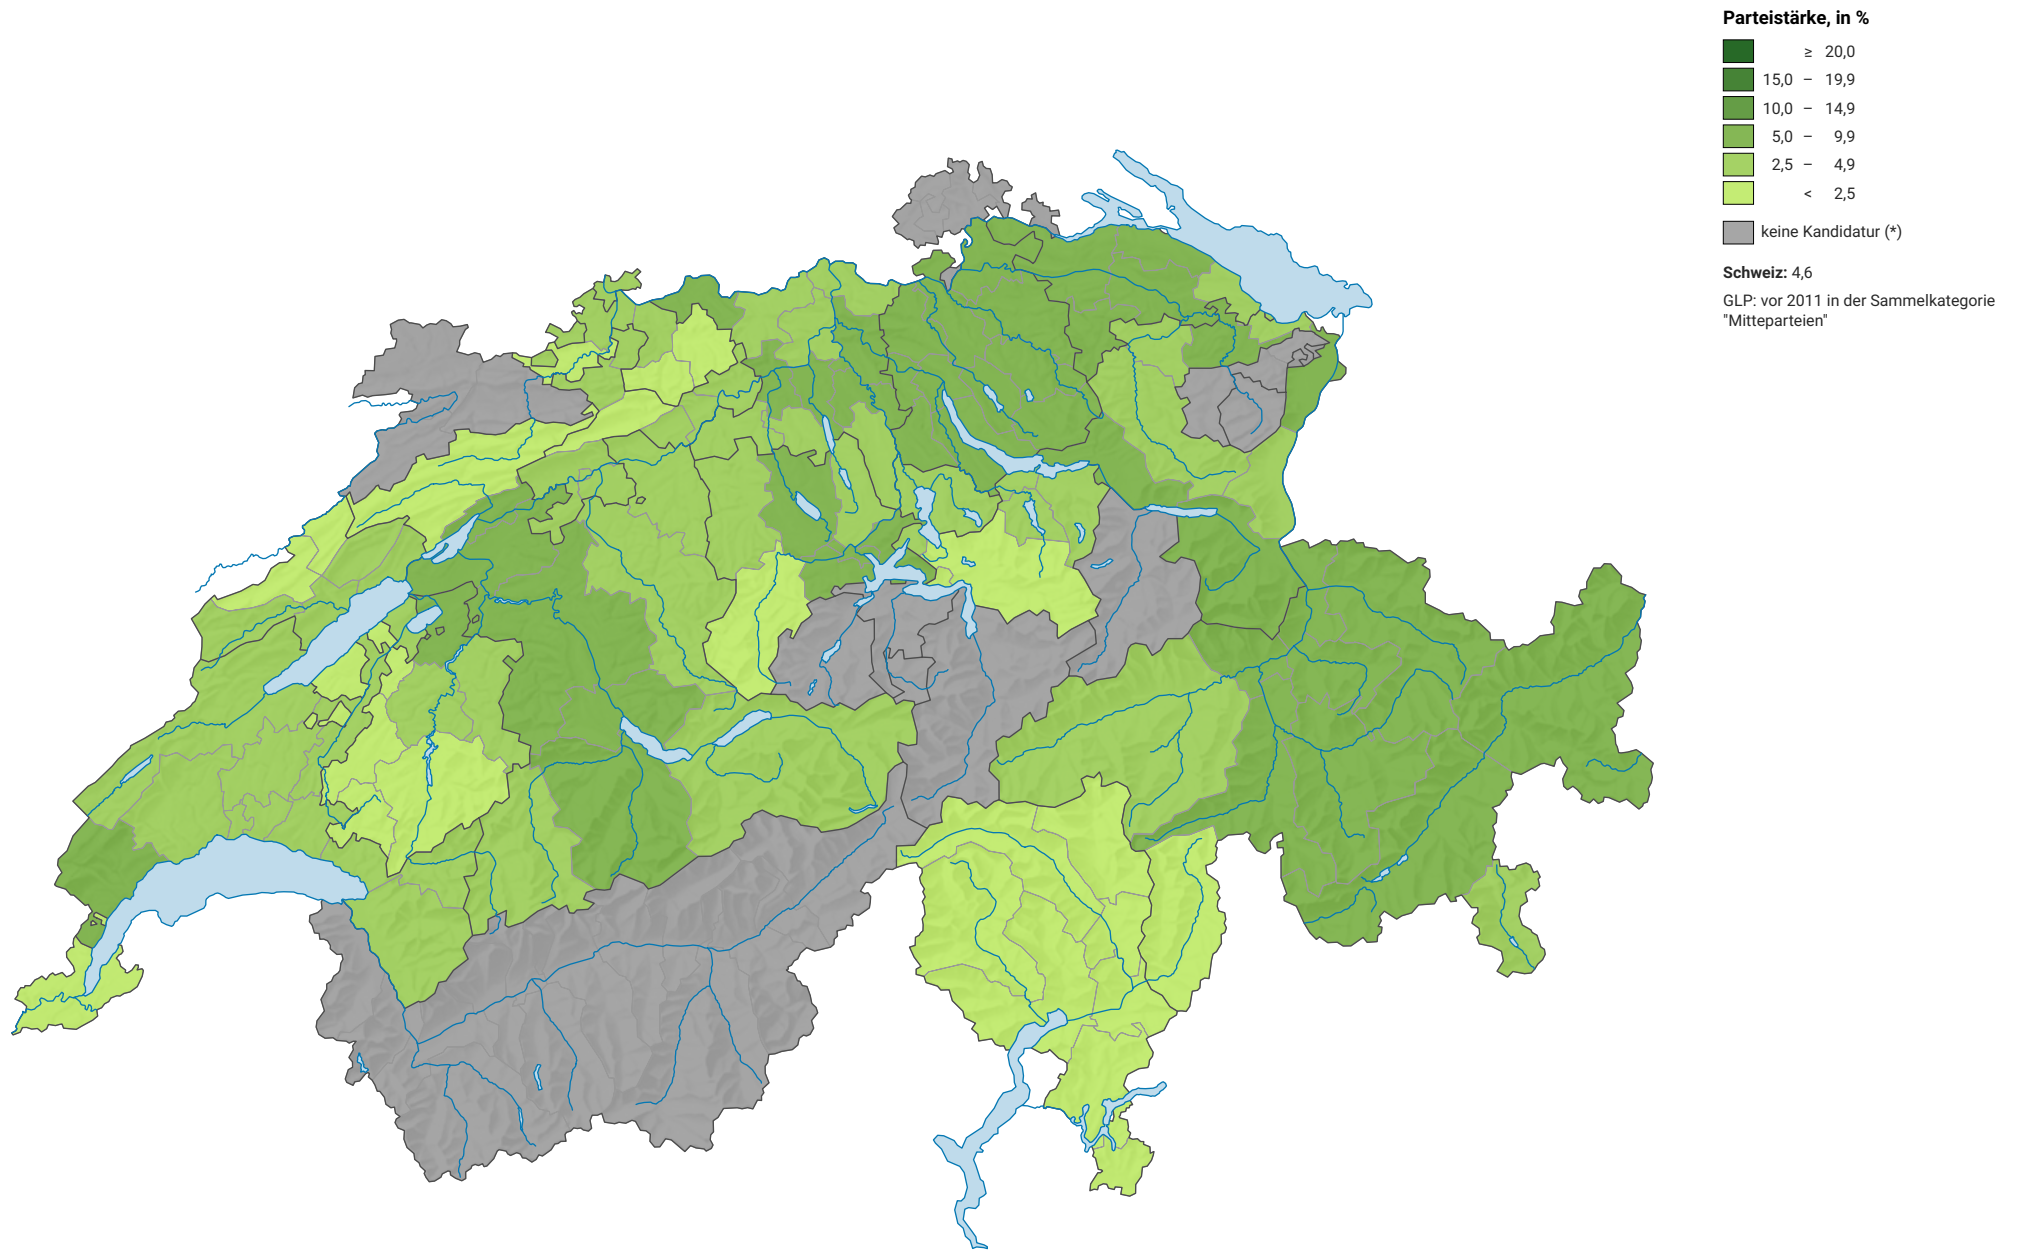 Parteistärke, in %
≥ 20,0
15,0 – 19,9
10,0 – 14,9
5,0 – 9,9
2,5 – 4,9
< 2,5
keine Kandidatur (*)
Schweiz: 4,6
GLP: vor 2011 in der Sammelkategorie
"Mitteparteien"